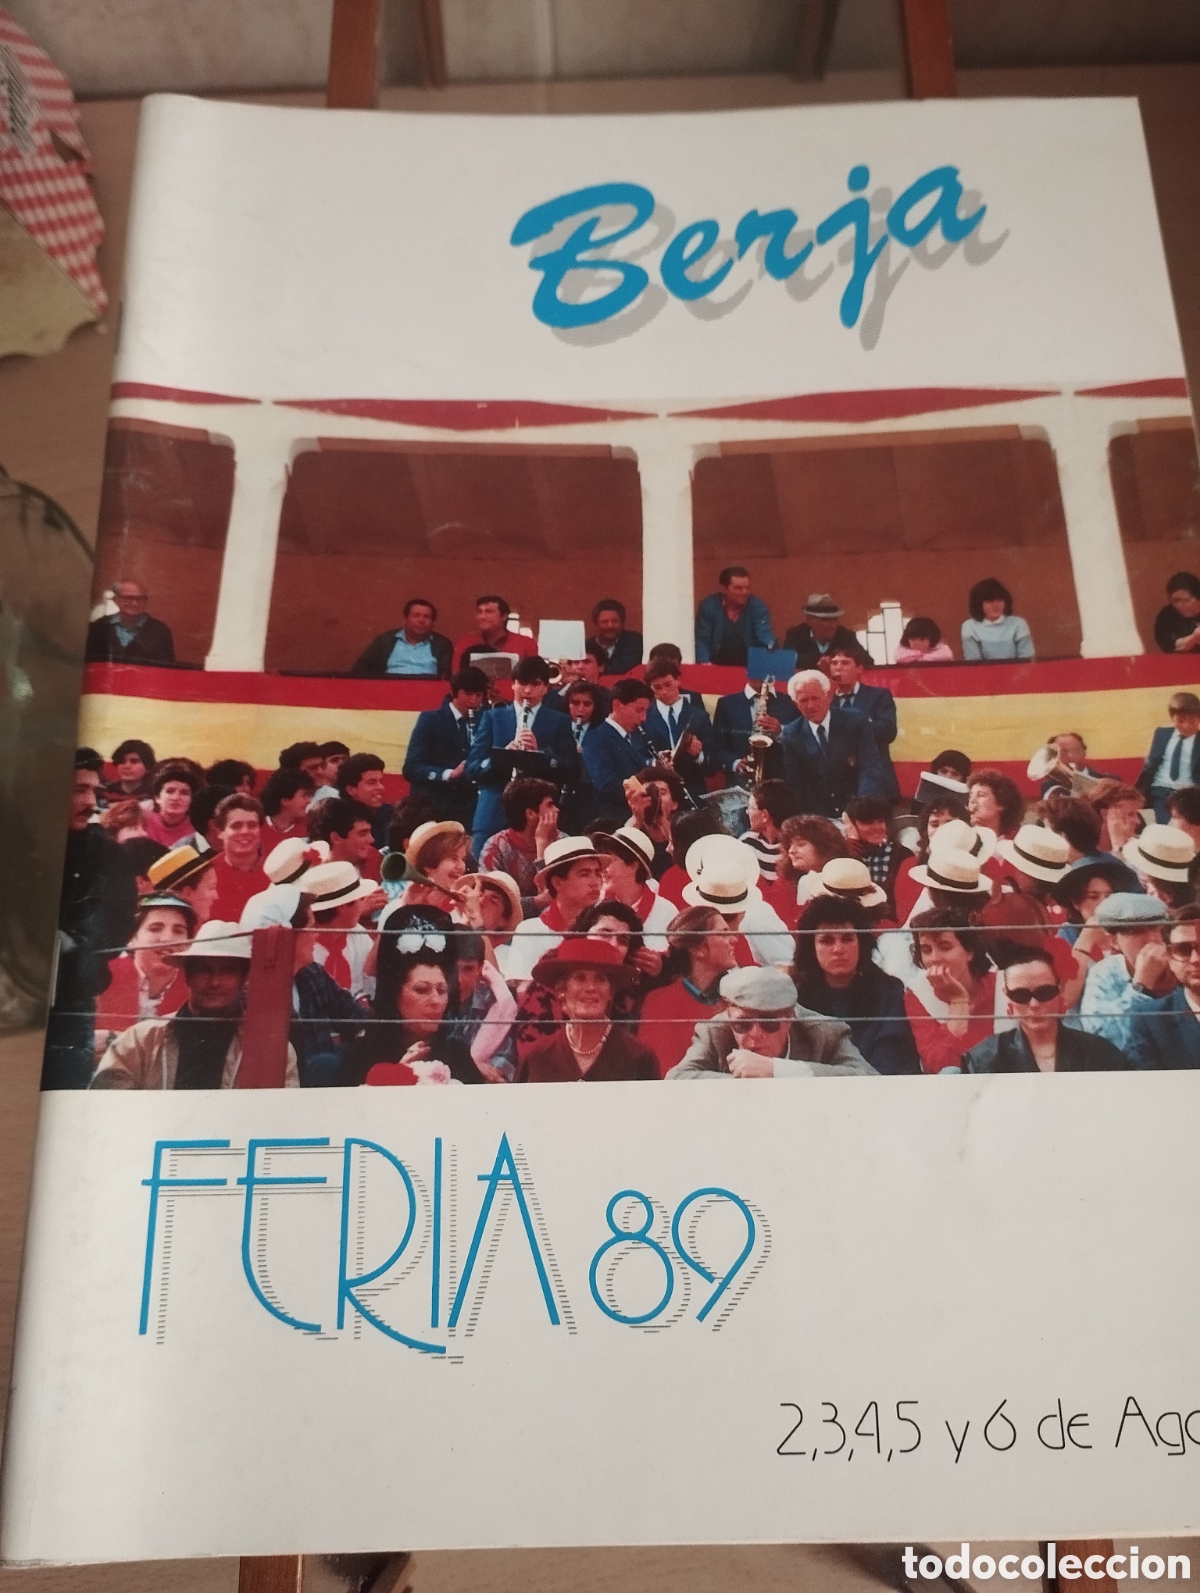 Berja
FERIA 89
2,3,4,5 y 6 de Ago
todocoleccion